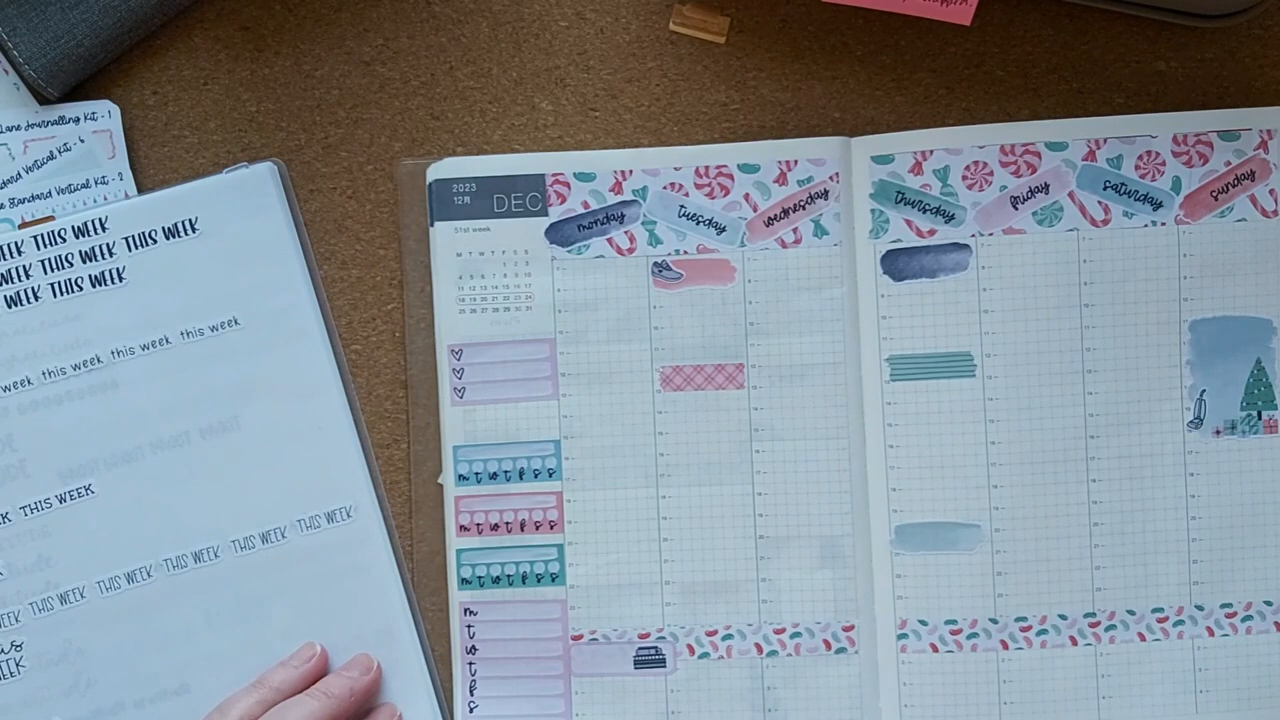 Lane Journalling Kit - 1
Standard Vertical Kit - 6
Standard Vertical Kit - 2
WEEK THIS WEEK
WEEK THIS WEEK THIS WEEK
WEEK THIS WEEK
week this week this week this week
THIS WEEK
WEEK THIS WEEK THIS WEEK THIS WEEK THIS WEEK THIS WEEK
WEEK
2023
12月
DEC
51st week
M T W T F S S
1 2 3
4 5 6 7 8 9 10
11 12 13 14 15 16 17
18 19 20 21 22 23 24
25 26 27 28 29 30 31
monday
tuesday
wednesday
thursday
friday
saturday
sunday
m t w t f s s
m t w t f s s
m t w t f s s
m
t
w
t
f
s